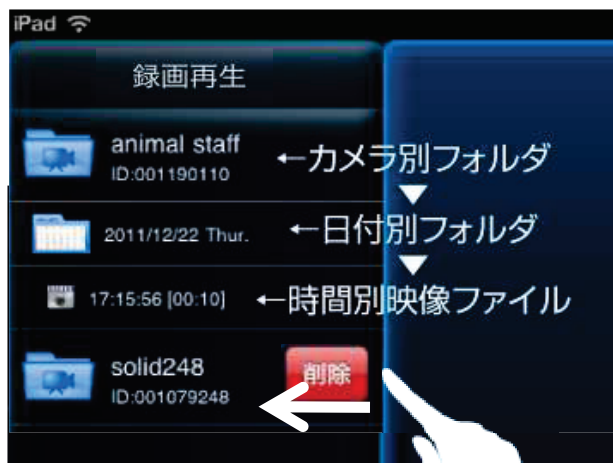 iPad
録画再生
animal staff
ID:001190110
←カメラ別フォルダ
▼
2011/12/22 Thur.
←日付別フォルダ
▼
17:15:56 [00:10]
←時間別映像ファイル
solid248
ID:001079248
削除